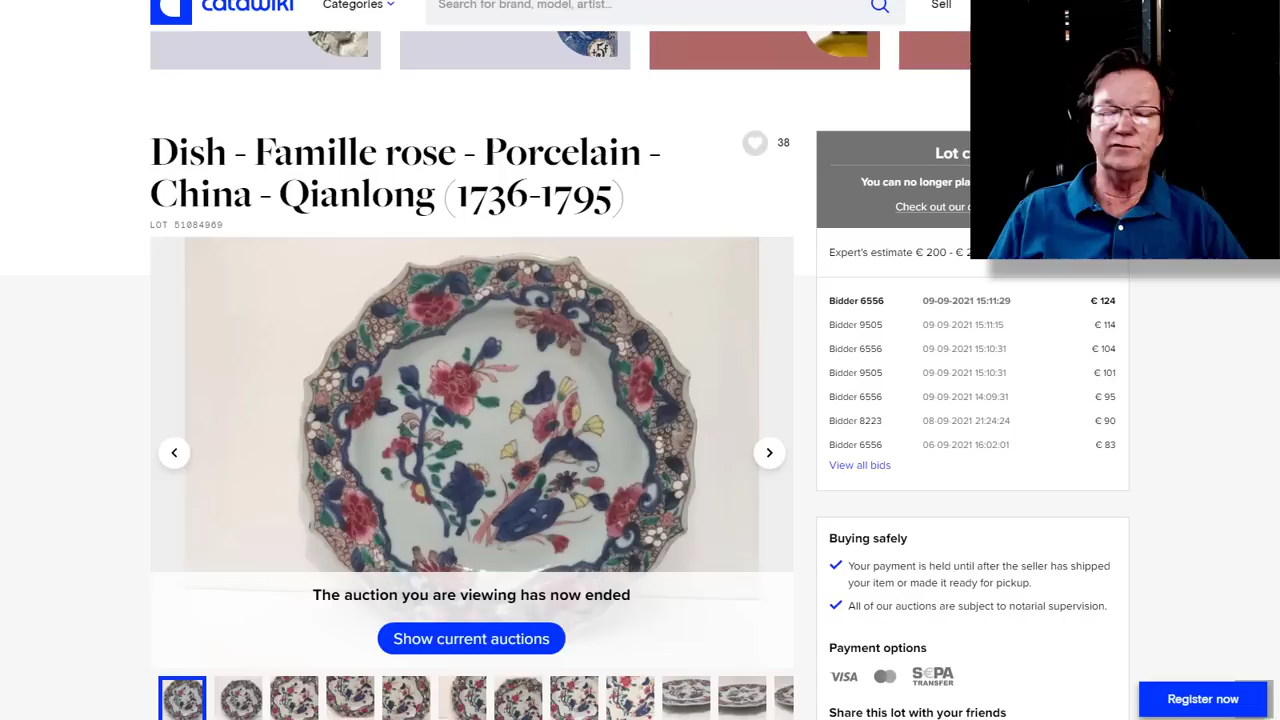 catawiki
Categories
Search for brand, model, artist...
Sell
Dish - Famille rose - Porcelain -
China - Qianlong (1736-1795)
38
LOT 51084969
Lot c
You can no longer pla
Check out our c
Expert's estimate € 200 - € 2
Bidder 6556 09-09-2021 15:11:29 € 124
Bidder 9505 09-09-2021 15:11:15 € 114
Bidder 6556 09-09-2021 15:10:31 € 104
Bidder 9505 09-09-2021 15:10:31 € 101
Bidder 6556 09-09-2021 14:09:31 € 95
Bidder 8223 08-09-2021 21:24:24 € 90
Bidder 6556 06-09-2021 16:02:01 € 83
View all bids
The auction you are viewing has now ended
Show current auctions
Buying safely
Your payment is held until after the seller has shipped
your item or made it ready for pickup.
All of our auctions are subject to notarial supervision.
Payment options
VISA
SEPA
TRANSFER
Share this lot with your friends
Register now